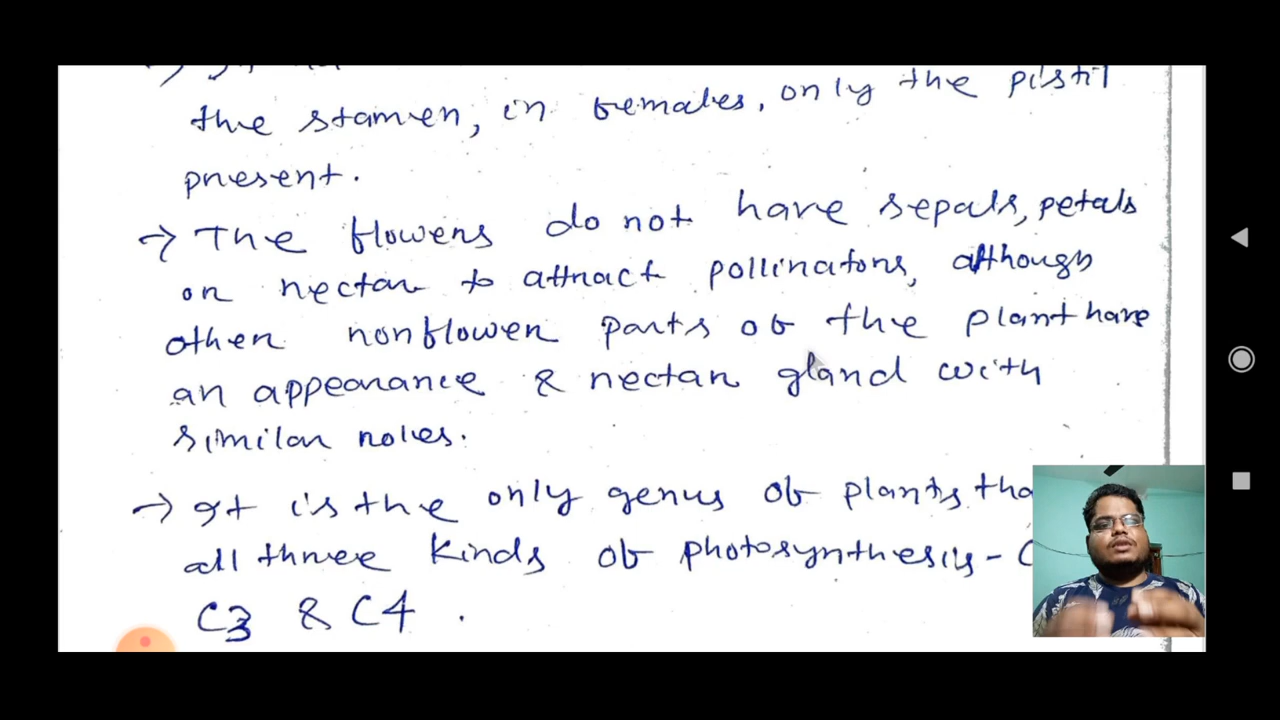 the stamen, in females, only the pistil
present.
→ The flowers do not have sepals, petals
or nectar to attract pollinators, although
other nonflower parts of the plant have
an appearance & nectar gland with
similar roles.
→ It is the only genus of plants tha
all three kinds of photosynthesis - C
C3 & C4 .